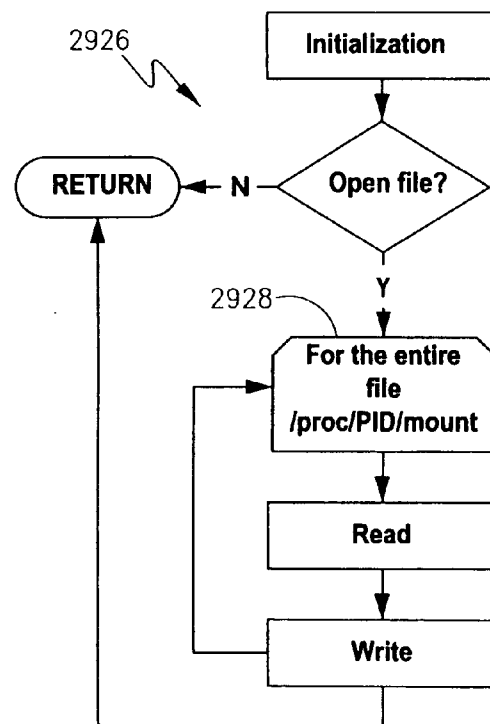 2926
Initialization
RETURN
N
Open file?
Y
2928
For the entire
file
/proc/PID/mount
Read
Write